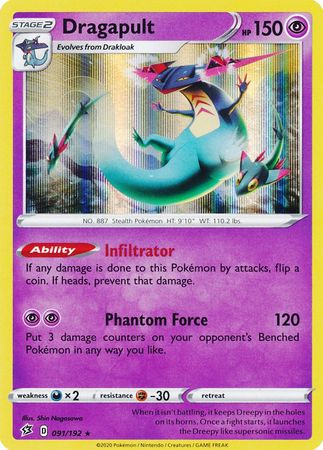 STAGE2 Dragapult HP 150
Evolves from Drakloak
NO. 887 Stealth Pokémon HT: 9'10" WT: 110.2 lbs.
Ability Infiltrator
If any damage is done to this Pokémon by attacks, flip a
coin. If heads, prevent that damage.
Phantom Force 120
Put 3 damage counters on your opponent's Benched
Pokémon in any way you like.
weakness ×2 resistance -30 retreat
Illus. Shin Nagasawa
D 091/192 ★
When it isn't battling, it keeps Dreepy in the holes
on its horns. Once a fight starts, it launches
the Dreepy like supersonic missiles.
©2020 Pokémon / Nintendo / Creatures / GAME FREAK